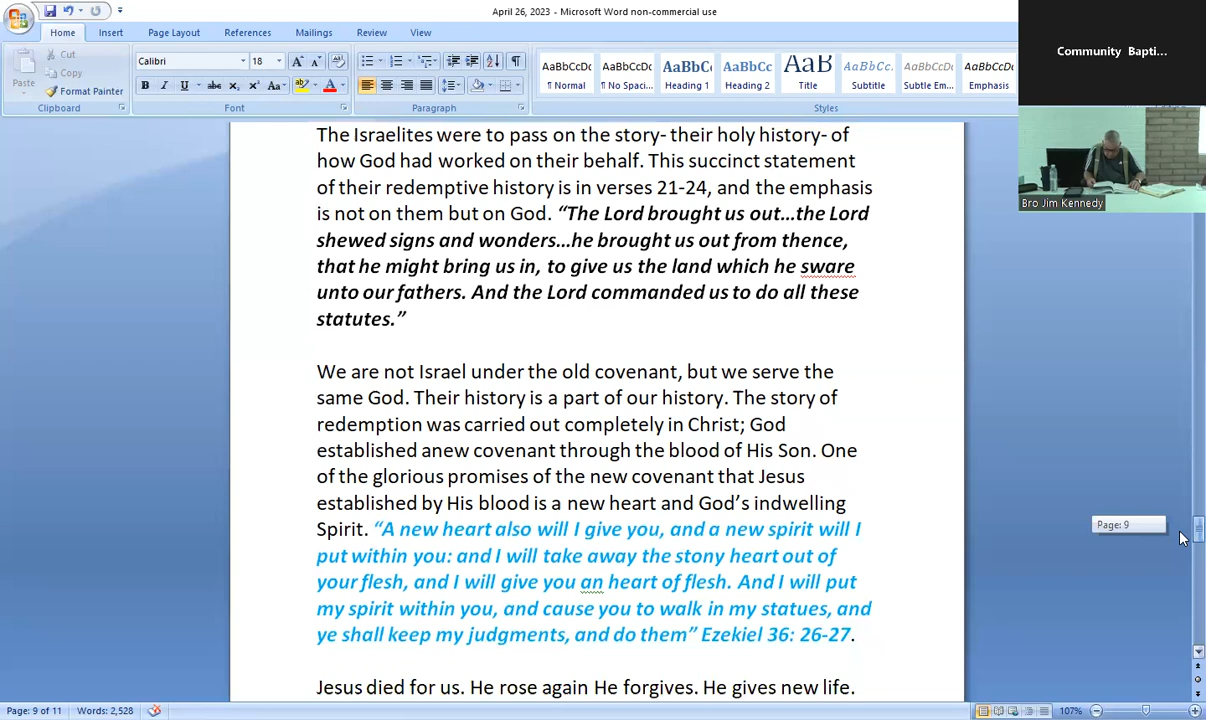 April 26, 2023 - Microsoft Word non-commercial use
Home Insert Page Layout References Mailings Review View
Community Bapti...
Cut
Copy
Paste
Format Painter
Calibri 18
AaBbCcDc AaBbCcDc AaBbC AaBbCc AaB AaBbCc. AaBbCcDc AaBbCcDc
¶ Normal ¶ No Spaci... Heading 1 Heading 2 Title Subtitle Subtle Em... Emphasis
Clipboard Font Paragraph Styles
Bro Jim Kennedy
The Israelites were to pass on the story- their holy history- of
how God had worked on their behalf. This succinct statement
of their redemptive history is in verses 21-24, and the emphasis
is not on them but on God. “The Lord brought us out…the Lord
shewed signs and wonders…he brought us out from thence,
that he might bring us in, to give us the land which he sware
unto our fathers. And the Lord commanded us to do all these
statutes.”
We are not Israel under the old covenant, but we serve the
same God. Their history is a part of our history. The story of
redemption was carried out completely in Christ; God
established anew covenant through the blood of His Son. One
of the glorious promises of the new covenant that Jesus
established by His blood is a new heart and God’s indwelling
Spirit. “A new heart also will I give you, and a new spirit will I
put within you: and I will take away the stony heart out of
your flesh, and I will give you an heart of flesh. And I will put
my spirit within you, and cause you to walk in my statues, and
ye shall keep my judgments, and do them” Ezekiel 36: 26-27.
Jesus died for us. He rose again He forgives. He gives new life.
Page: 9
Page: 9 of 11 Words: 2,528 107%